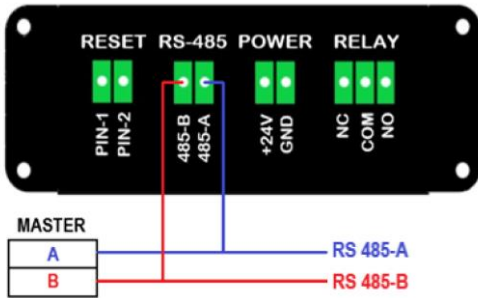 RESET RS-485 POWER RELAY
PIN-1
PIN-2
485-B
485-A
+24V
GND
NC
COM
NO
MASTER
A
B
RS 485-A
RS 485-B